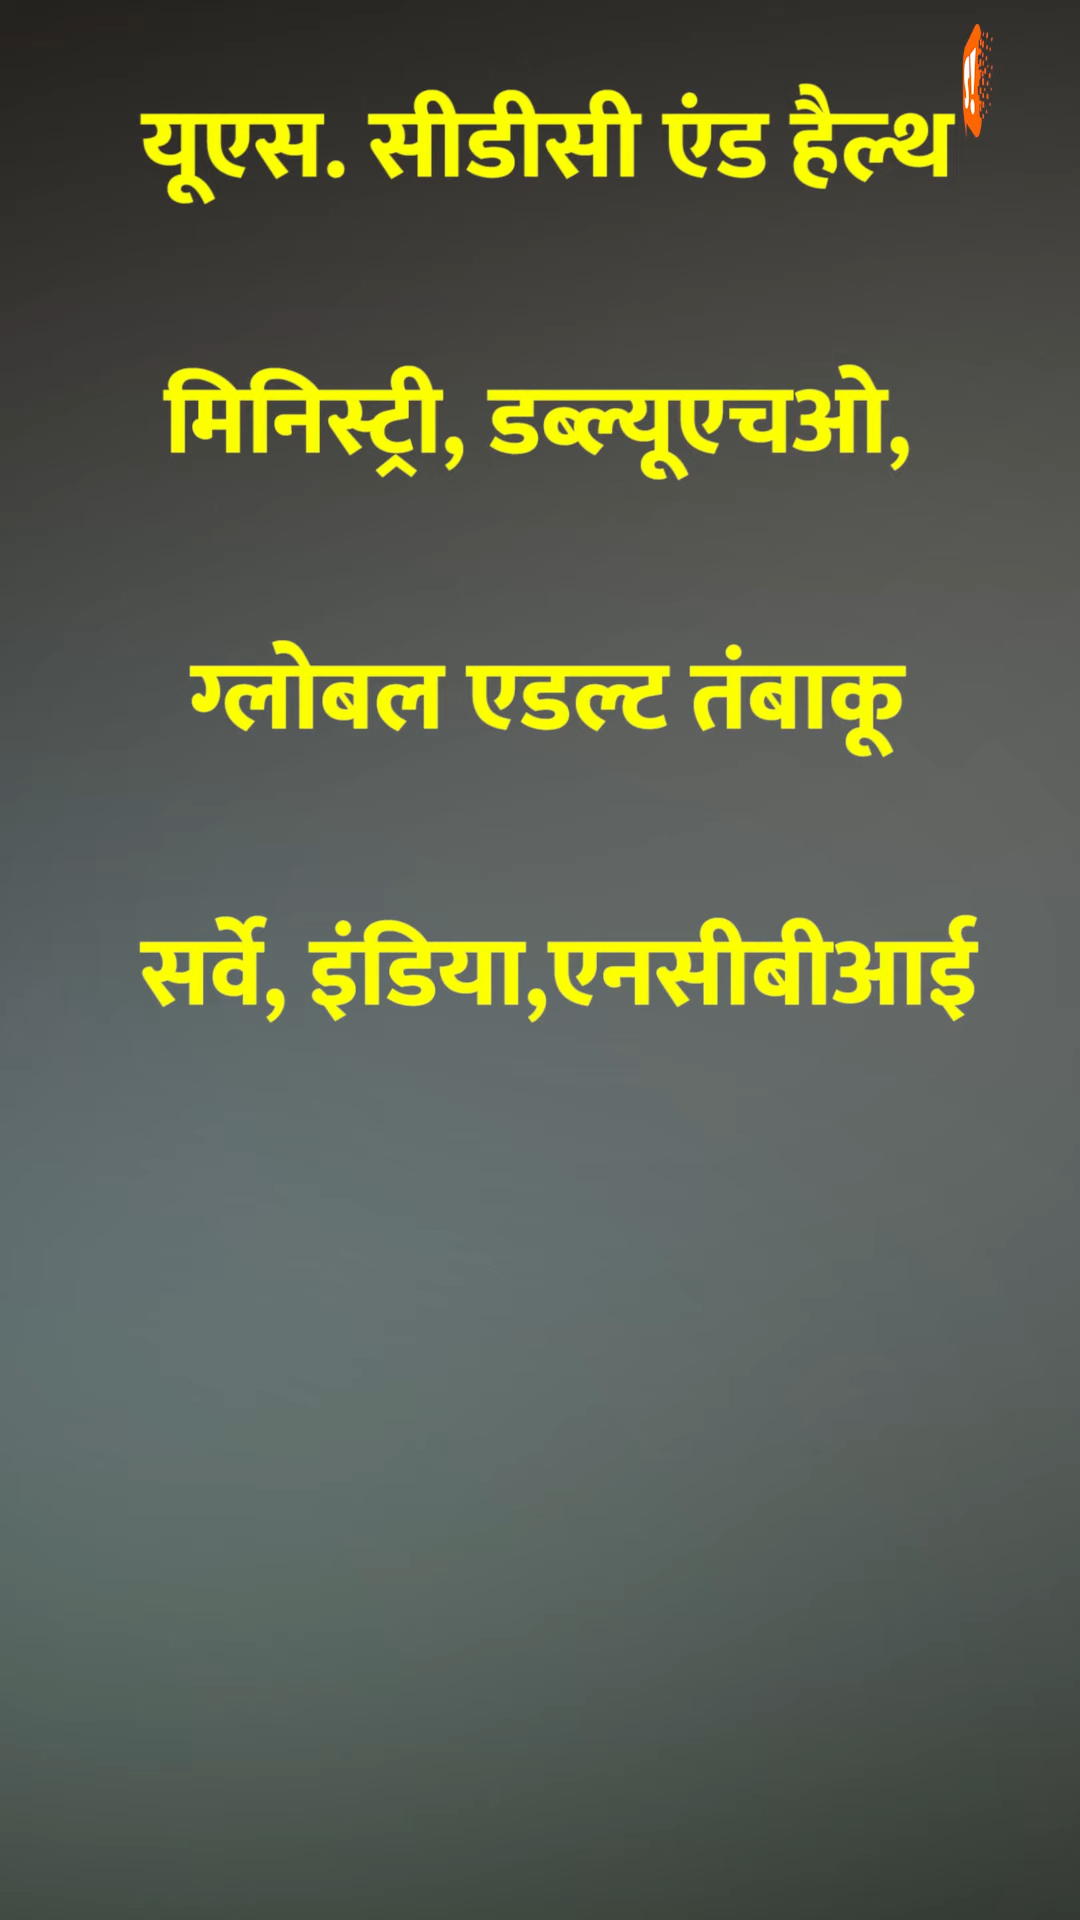 यूएस. सीडीसी एंड हैल्थ
मिनिस्ट्री, डब्ल्यूएचओ,
ग्लोबल एडल्ट तंबाकू
सर्वे, इंडिया,एनसीबीआई